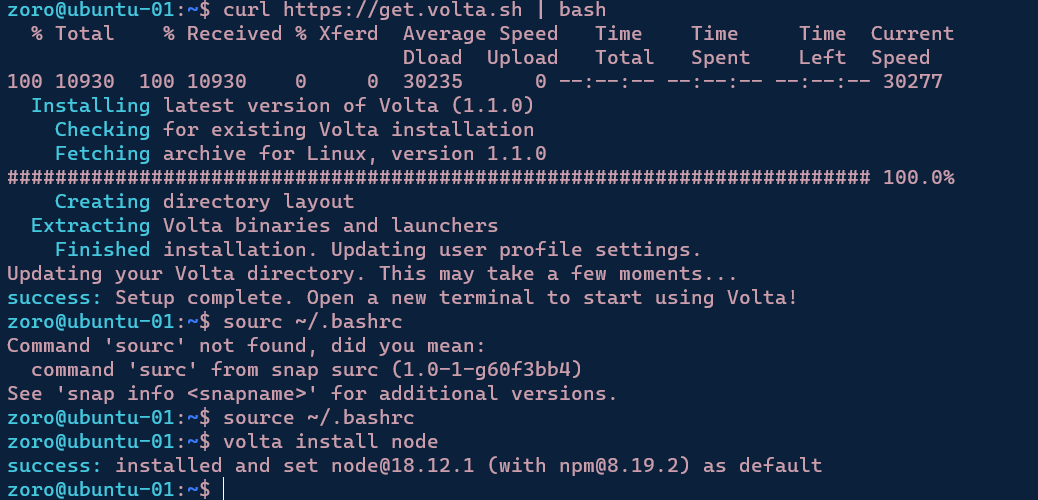 zoro@ubuntu-01:~$ curl https://get.volta.sh | bash
  % Total    % Received % Xferd  Average Speed   Time    Time     Time  Current
                                 Dload  Upload   Total   Spent    Left  Speed
100 10930  100 10930    0     0  30235      0 --:--:-- --:--:-- --:--:-- 30277
  Installing latest version of Volta (1.1.0)
    Checking for existing Volta installation
    Fetching archive for Linux, version 1.1.0
######################################################################## 100.0%
    Creating directory layout
  Extracting Volta binaries and launchers
    Finished installation. Updating user profile settings.
Updating your Volta directory. This may take a few moments...
success: Setup complete. Open a new terminal to start using Volta!
zoro@ubuntu-01:~$ sourc ~/.bashrc
Command 'sourc' not found, did you mean:
  command 'surc' from snap surc (1.0-1-g60f3bb4)
See 'snap info <snapname>' for additional versions.
zoro@ubuntu-01:~$ source ~/.bashrc
zoro@ubuntu-01:~$ volta install node
success: installed and set node@18.12.1 (with npm@8.19.2) as default
zoro@ubuntu-01:~$